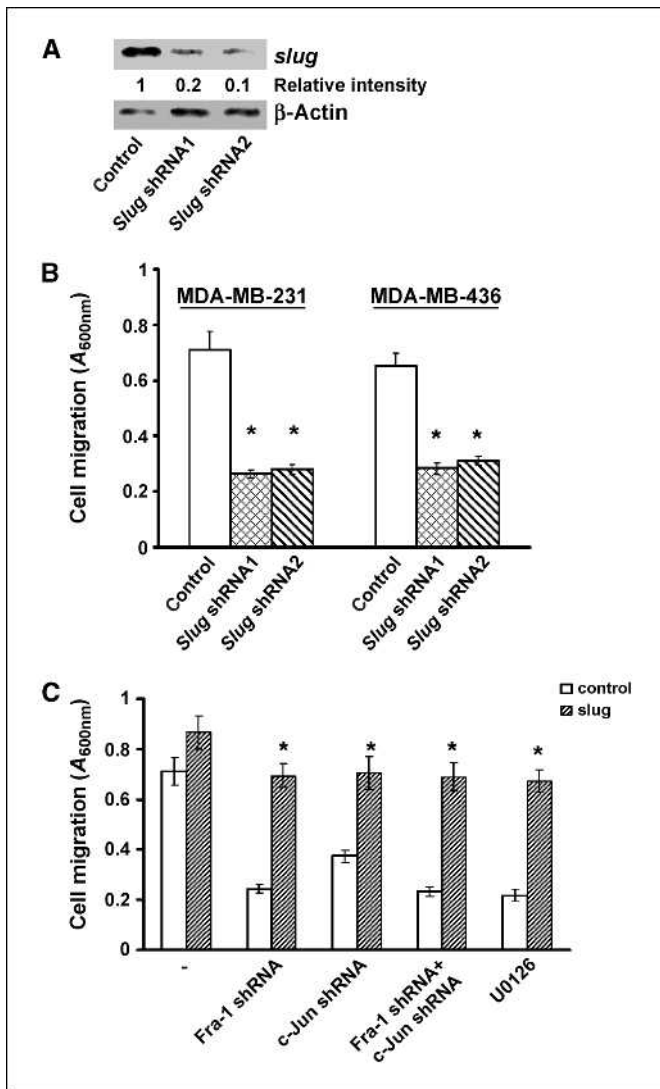 A
slug
1 0.2 0.1 Relative intensity
β-Actin
Control
Slug shRNA1
Slug shRNA2
B
Cell migration (A600nm)
1
0.8
0.6
0.4
0.2
0
MDA-MB-231 MDA-MB-436
* * * *
Control
Slug shRNA1
Slug shRNA2
Control
Slug shRNA1
Slug shRNA2
C
Cell migration (A600nm)
1
0.8
0.6
0.4
0.2
0
control
slug
* * * *
-
Fra-1 shRNA
c-Jun shRNA
Fra-1 shRNA+
c-Jun shRNA
U0126